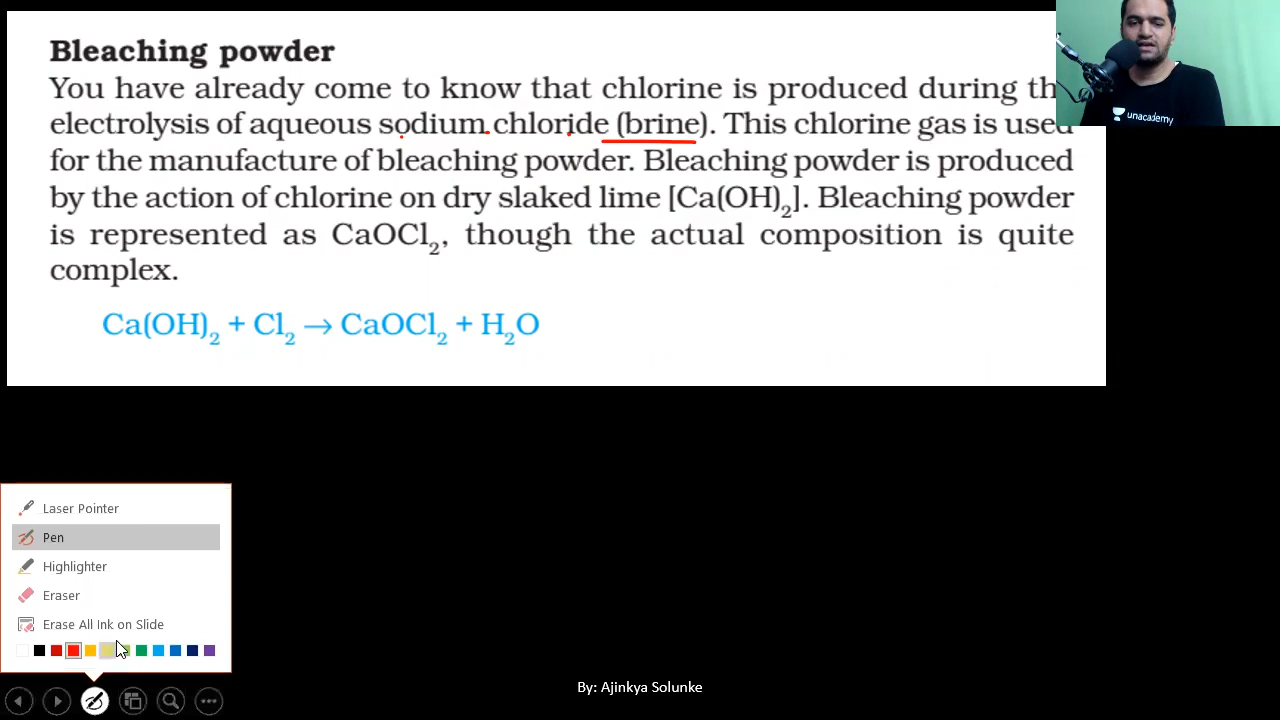 Bleaching powder
You have already come to know that chlorine is produced during th
electrolysis of aqueous sodium chloride (brine). This chlorine gas is used
for the manufacture of bleaching powder. Bleaching powder is produced
by the action of chlorine on dry slaked lime [Ca(OH)₂]. Bleaching powder
is represented as CaOCl₂, though the actual composition is quite
complex.
Ca(OH)₂ + Cl₂ → CaOCl₂ + H₂O
unacademy
Laser Pointer
Pen
Highlighter
Eraser
Erase All Ink on Slide
By: Ajinkya Solunke